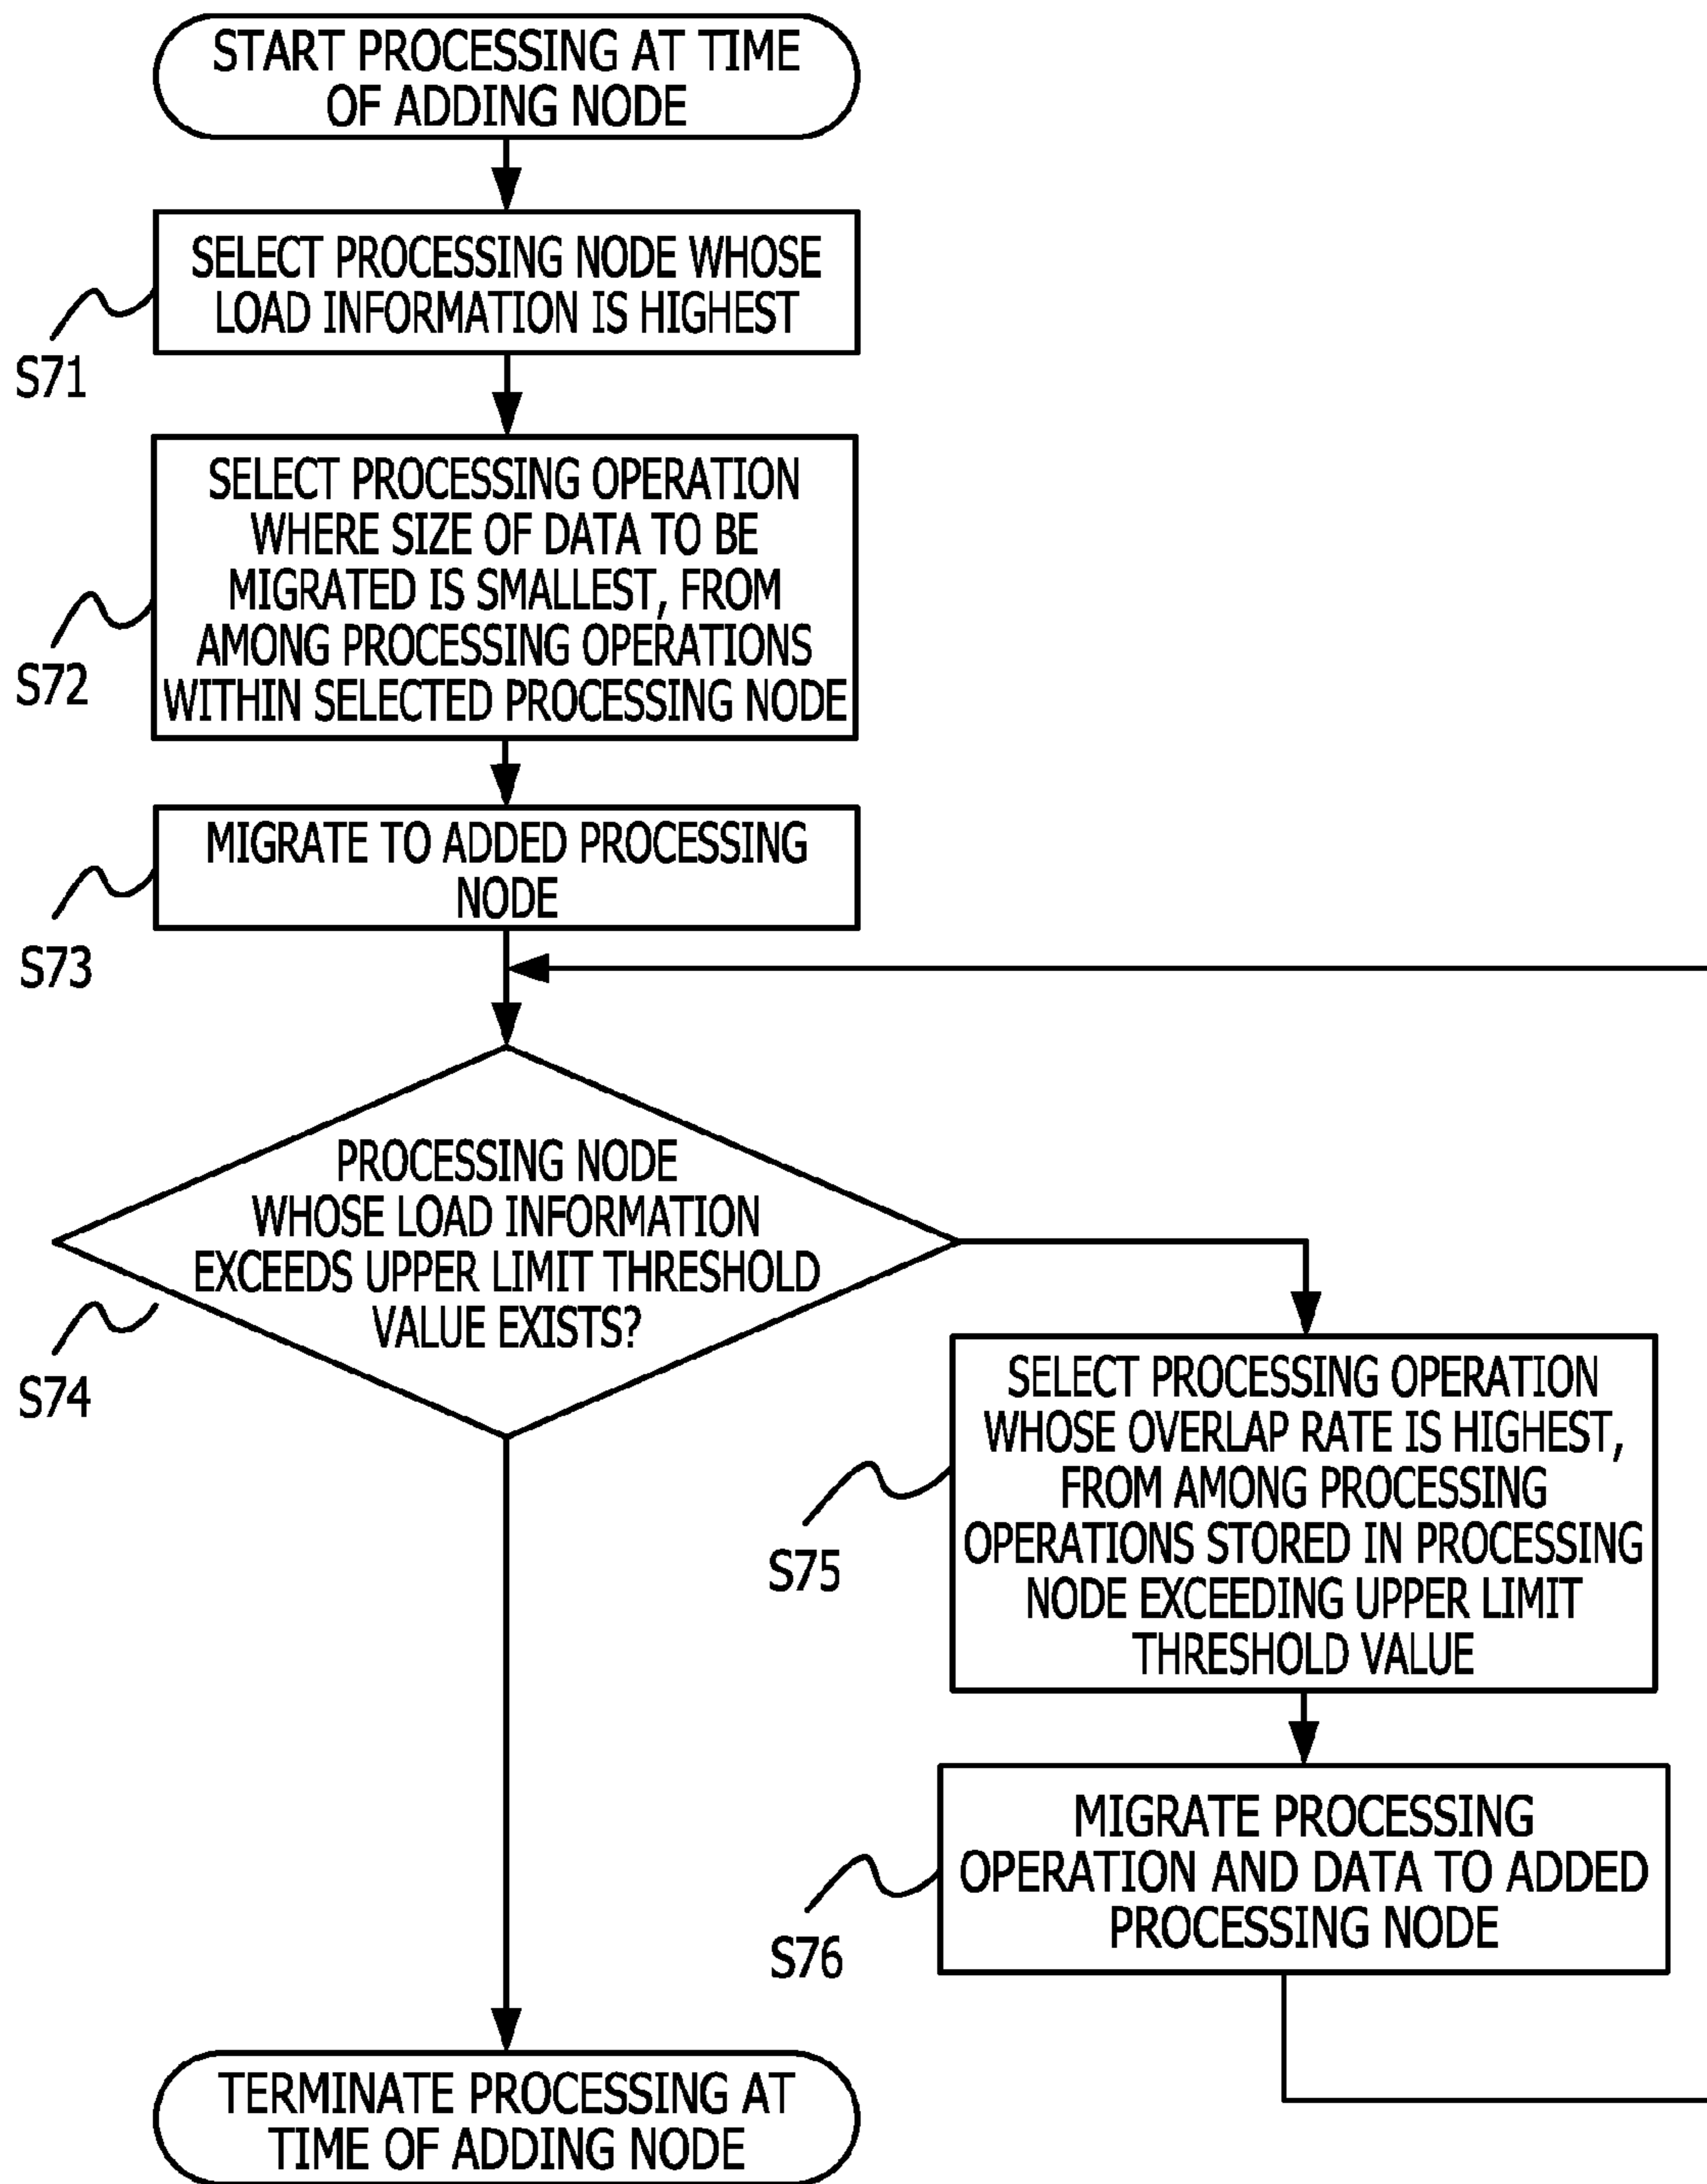 START PROCESSING AT TIME
OF ADDING NODE
SELECT PROCESSING NODE WHOSE
LOAD INFORMATION IS HIGHEST
S71
SELECT PROCESSING OPERATION
WHERE SIZE OF DATA TO BE
MIGRATED IS SMALLEST, FROM
AMONG PROCESSING OPERATIONS
WITHIN SELECTED PROCESSING NODE
S72
MIGRATE TO ADDED PROCESSING
NODE
S73
PROCESSING NODE
WHOSE LOAD INFORMATION
EXCEEDS UPPER LIMIT THRESHOLD
VALUE EXISTS?
S74
SELECT PROCESSING OPERATION
WHOSE OVERLAP RATE IS HIGHEST,
FROM AMONG PROCESSING
OPERATIONS STORED IN PROCESSING
NODE EXCEEDING UPPER LIMIT
THRESHOLD VALUE
S75
MIGRATE PROCESSING
OPERATION AND DATA TO ADDED
PROCESSING NODE
S76
TERMINATE PROCESSING AT
TIME OF ADDING NODE